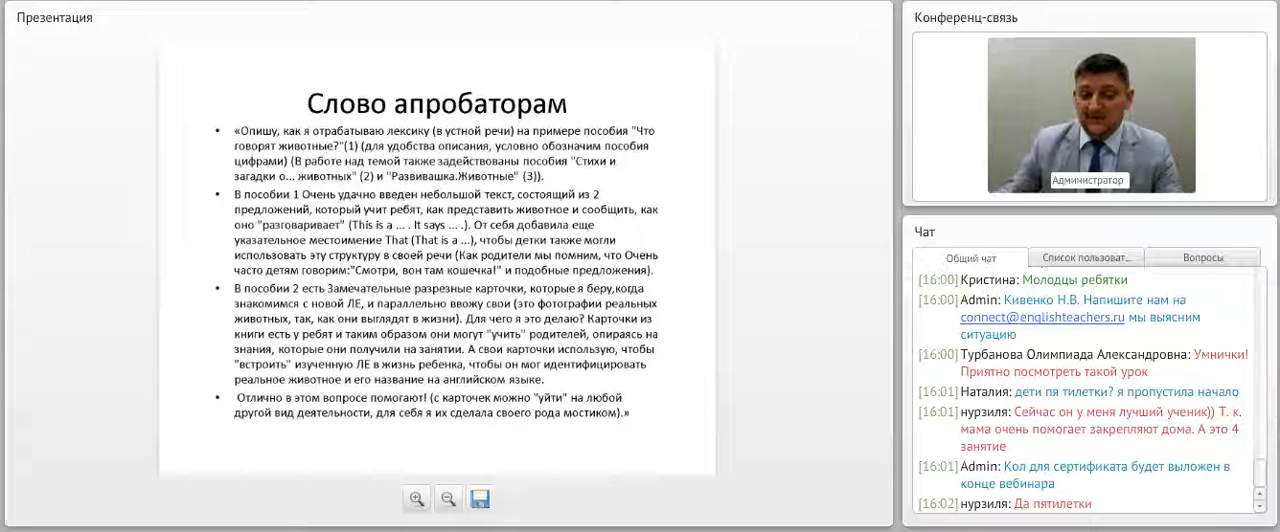 Презентация
Слово апробаторам
• «Опишу, как я отрабатываю лексику (в устной речи) на примере пособия "Что
говорят животные?"(1) (для удобства описания, условно обозначим пособия
цифрами) (В работе над темой также задействованы пособия "Стихи и
загадки о... животных" (2) и "Развивашка.Животные" (3)).
• В пособии 1 Очень удачно введен небольшой текст, состоящий из 2
предложений, который учит ребят, как представить животное и сообщить, как
оно "разговаривает" (This is a ... . It says ... .). От себя добавила еще
указательное местоимение That (That is a ...), чтобы детки также могли
использовать эту структуру в своей речи (Как родители мы помним, что Очень
часто детям говорим:"Смотри, вон там кошечка!" и подобные предложения).
• В пособии 2 есть Замечательные разрезные карточки, которые я беру,когда
знакомимся с новой ЛЕ, и параллельно ввожу свои (это фотографии реальных
животных, так, как они выглядят в жизни). Для чего я это делаю? Карточки из
книги есть у ребят и таким образом они могут "учить" родителей, опираясь на
знания, которые они получили на занятии. А свои карточки использую, чтобы
"встроить" изученную ЛЕ в жизнь ребенка, чтобы он мог идентифицировать
реальное животное и его название на английском языке.
• Отлично в этом вопросе помогают! (с карточек можно "уйти" на любой
другой вид деятельности, для себя я их сделала своего рода мостиком).»
Конференц-связь
Администратор
Чат
Общий чат
Список пользоват...
Вопросы
[16:00] Кристина: Молодцы ребятки
[16:00] Admin: Кивенко Н.В. Напишите нам на
connect@englishteachers.ru мы выясним
ситуацию
[16:00] Турбанова Олимпиада Александровна: Умнички!
Приятно посмотреть такой урок
[16:01] Наталия: дети пя тилетки? я пропустила начало
[16:01] нурзиля: Сейчас он у меня лучший ученик)) Т. к.
мама очень помогает закрепляют дома. А это 4
занятие
[16:01] Admin: Кол для сертификата будет выложен в
конце вебинара
[16:02] нурзиля: Да пятилетки